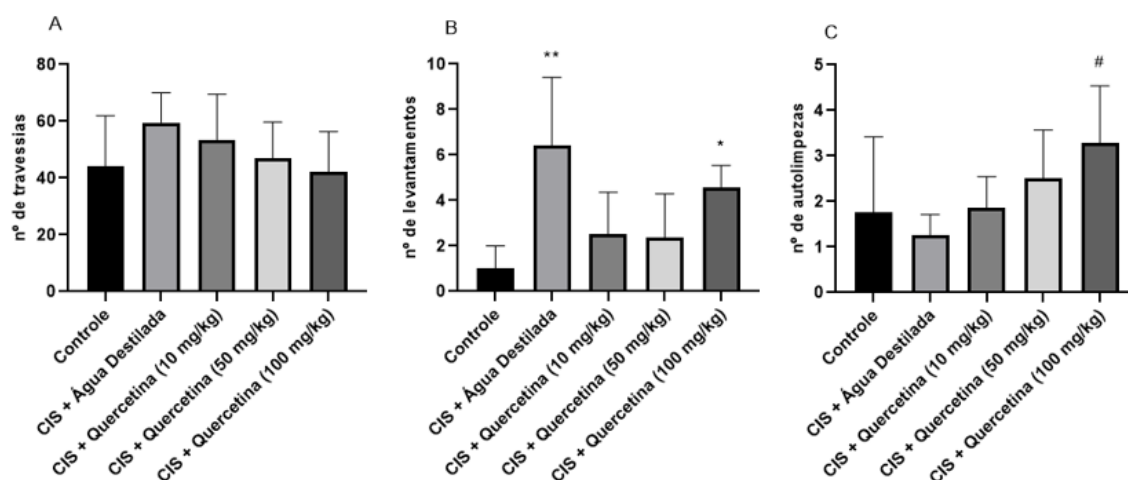 A
nº de travessias
80
60
40
20
0
Controle
CIS + Água Destilada
CIS + Quercetina (10 mg/kg)
CIS + Quercetina (50 mg/kg)
CIS + Quercetina (100 mg/kg)
B
nº de levantamentos
10
8
6
4
2
0
**
*
Controle
CIS + Água Destilada
CIS + Quercetina (10 mg/kg)
CIS + Quercetina (50 mg/kg)
CIS + Quercetina (100 mg/kg)
C
nº de autolimpezas
5
4
3
2
1
0
#
Controle
CIS + Água Destilada
CIS + Quercetina (10 mg/kg)
CIS + Quercetina (50 mg/kg)
CIS + Quercetina (100 mg/kg)